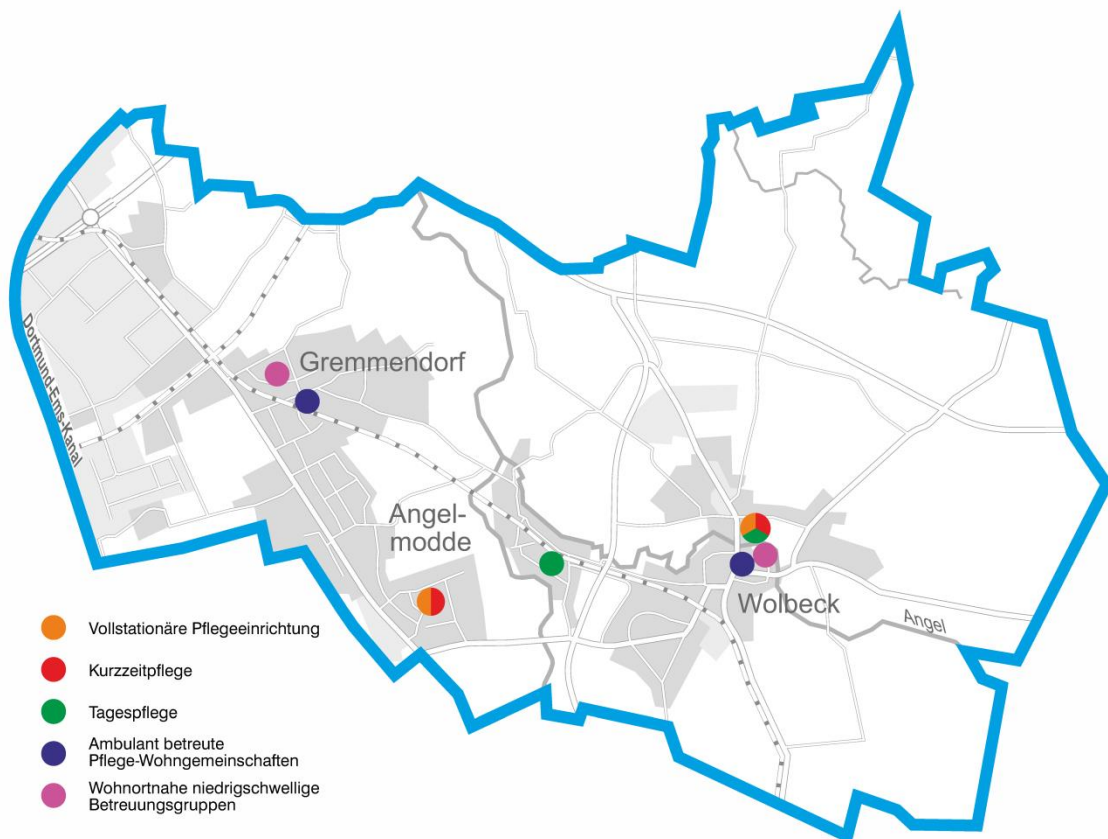 Dortmund-Ems-Kanal
Gremmendorf
Angel-
modde
Wolbeck
Angel
Vollstationäre Pflegeeinrichtung
Kurzzeitpflege
Tagespflege
Ambulant betreute
Pflege-Wohngemeinschaften
Wohnortnahe niedrigschwellige
Betreuungsgruppen